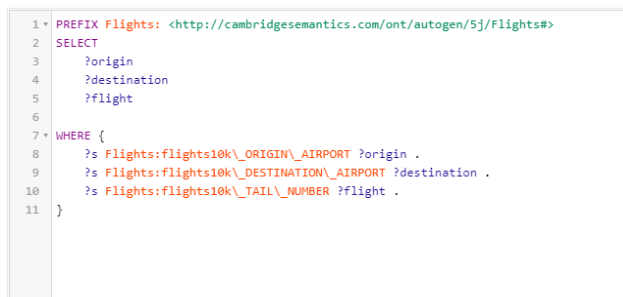 1 PREFIX Flights: <http://cambridgesemantics.com/ont/autogen/5j/Flights#>
2 SELECT
3 ?origin
4 ?destination
5 ?flight
6
7 WHERE {
8 ?s Flights:flights10k\_ORIGIN\_AIRPORT ?origin .
9 ?s Flights:flights10k\_DESTINATION\_AIRPORT ?destination .
10 ?s Flights:flights10k\_TAIL\_NUMBER ?flight .
11 }